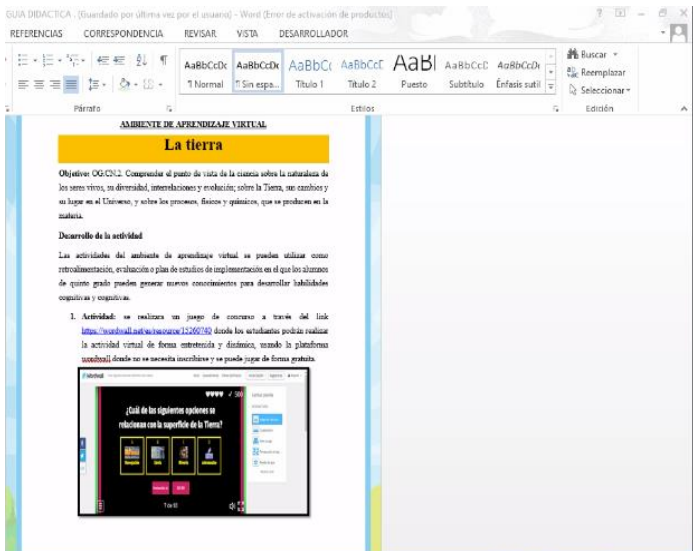 GUIA DIDACTICA . (Guardado por última vez por el usuario) - Word (Error de activación de productos)
REFERENCIAS CORRESPONDENCIA REVISAR VISTA DESARROLLADOR
AaBbCcDc AaBbCcDc AaBbCc AaBbCcE AaBl AaBbCcD AaBbCcDc
¶ Normal ¶ Sin espa... Título 1 Título 2 Puesto Subtítulo Énfasis sutil
Buscar
Reemplazar
Seleccionar
Párrafo Estilos Edición
AMBIENTE DE APRENDIZAJE VIRTUAL
La tierra
Objetivo: OG.CN.2. Comprender el punto de vista de la ciencia sobre la naturaleza de
los seres vivos, su diversidad, interrelaciones y evolución; sobre la Tierra, sus cambios y
su lugar en el Universo, y sobre los procesos, físicos y químicos, que se producen en la
materia.
Desarrollo de la actividad
Las actividades del ambiente de aprendizaje virtual se pueden utilizar como
retroalimentación, evaluación o plan de estudios de implementación en el que los alumnos
de quinto grado pueden generar nuevos conocimientos para desarrollar habilidades
cognitivas y cognitivas.
1. Actividad: se realizara un juego de concurso a través del link
https://wordwall.net/es/resource/15260740 donde los estudiantes podrán realizar
la actividad virtual de forma entretenida y dinámica, usando la plataforma
wordwall donde no se necesita inscribirse y se puede jugar de forma gratuita.
Wordwall
500
¿Cuál de las siguientes opciones se
relacionan con la superficie de la Tierra?
7 de 10